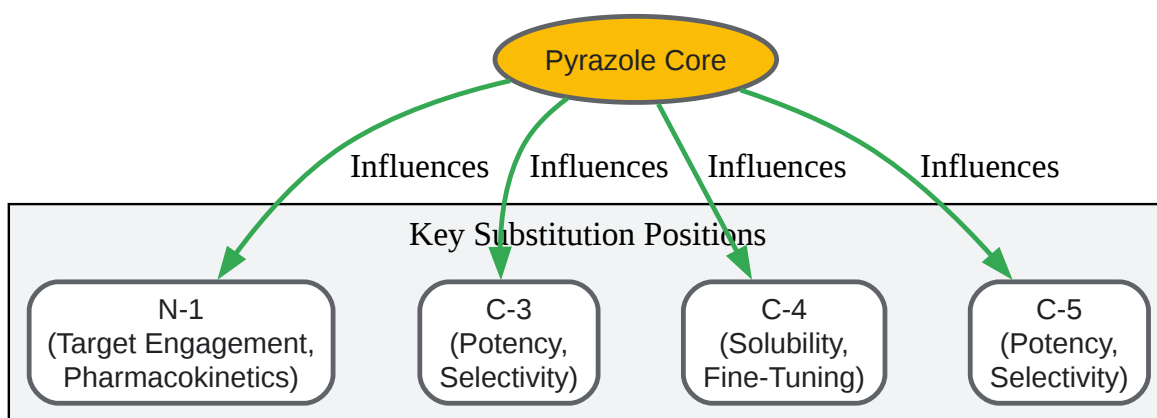 Pyrazole Core
Influences
Influences
Influences
Influences
Key Substitution Positions
N-1
(Target Engagement,
Pharmacokinetics)
C-3
(Potency,
Selectivity)
C-4
(Solubility,
Fine-Tuning)
C-5
(Potency,
Selectivity)